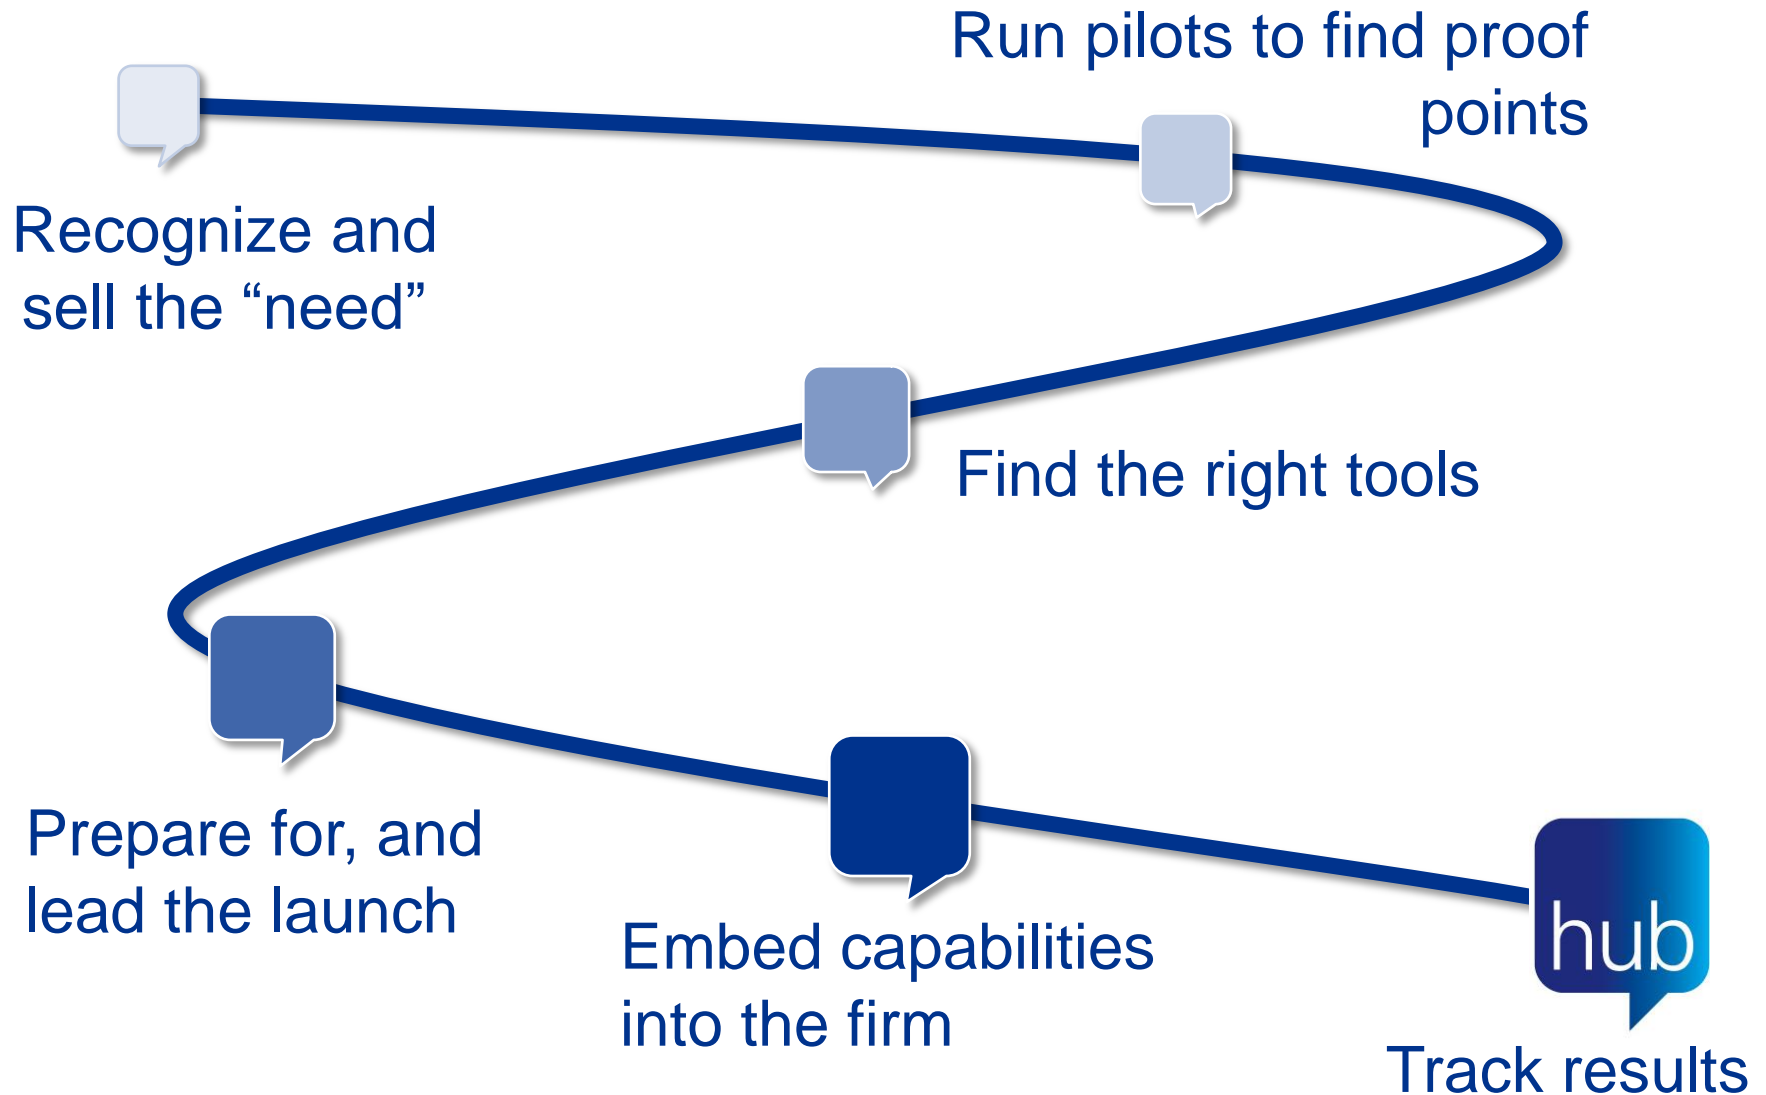 Run pilots to find proof
points
Recognize and
sell the “need”
Find the right tools
Prepare for, and
lead the launch
Embed capabilities
into the firm
hub
Track results